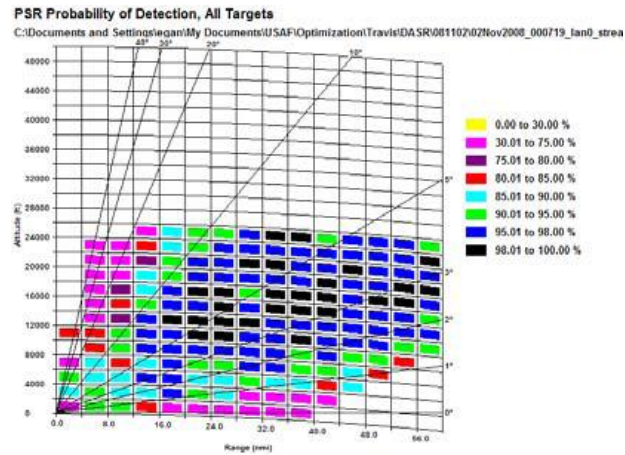 PSR Probability of Detection, All Targets
C:\Documents and Settings\egan\My Documents\USAF\Optimization\Travis\DASR\081102\02Nov2008_000719_lan0_strea
40° 30° 20° 10°
48000
44000
40000
36000
32000
28000
24000
20000
16000
12000
8000
4000
0
Altitude (ft)
5°
3°
2°
1°
0°
0.0 8.0 16.0 24.0 32.0 40.0 48.0 56.0
Range (nmi)
0.00 to 30.00 %
30.01 to 75.00 %
75.01 to 80.00 %
80.01 to 85.00 %
85.01 to 90.00 %
90.01 to 95.00 %
95.01 to 98.00 %
98.01 to 100.00 %